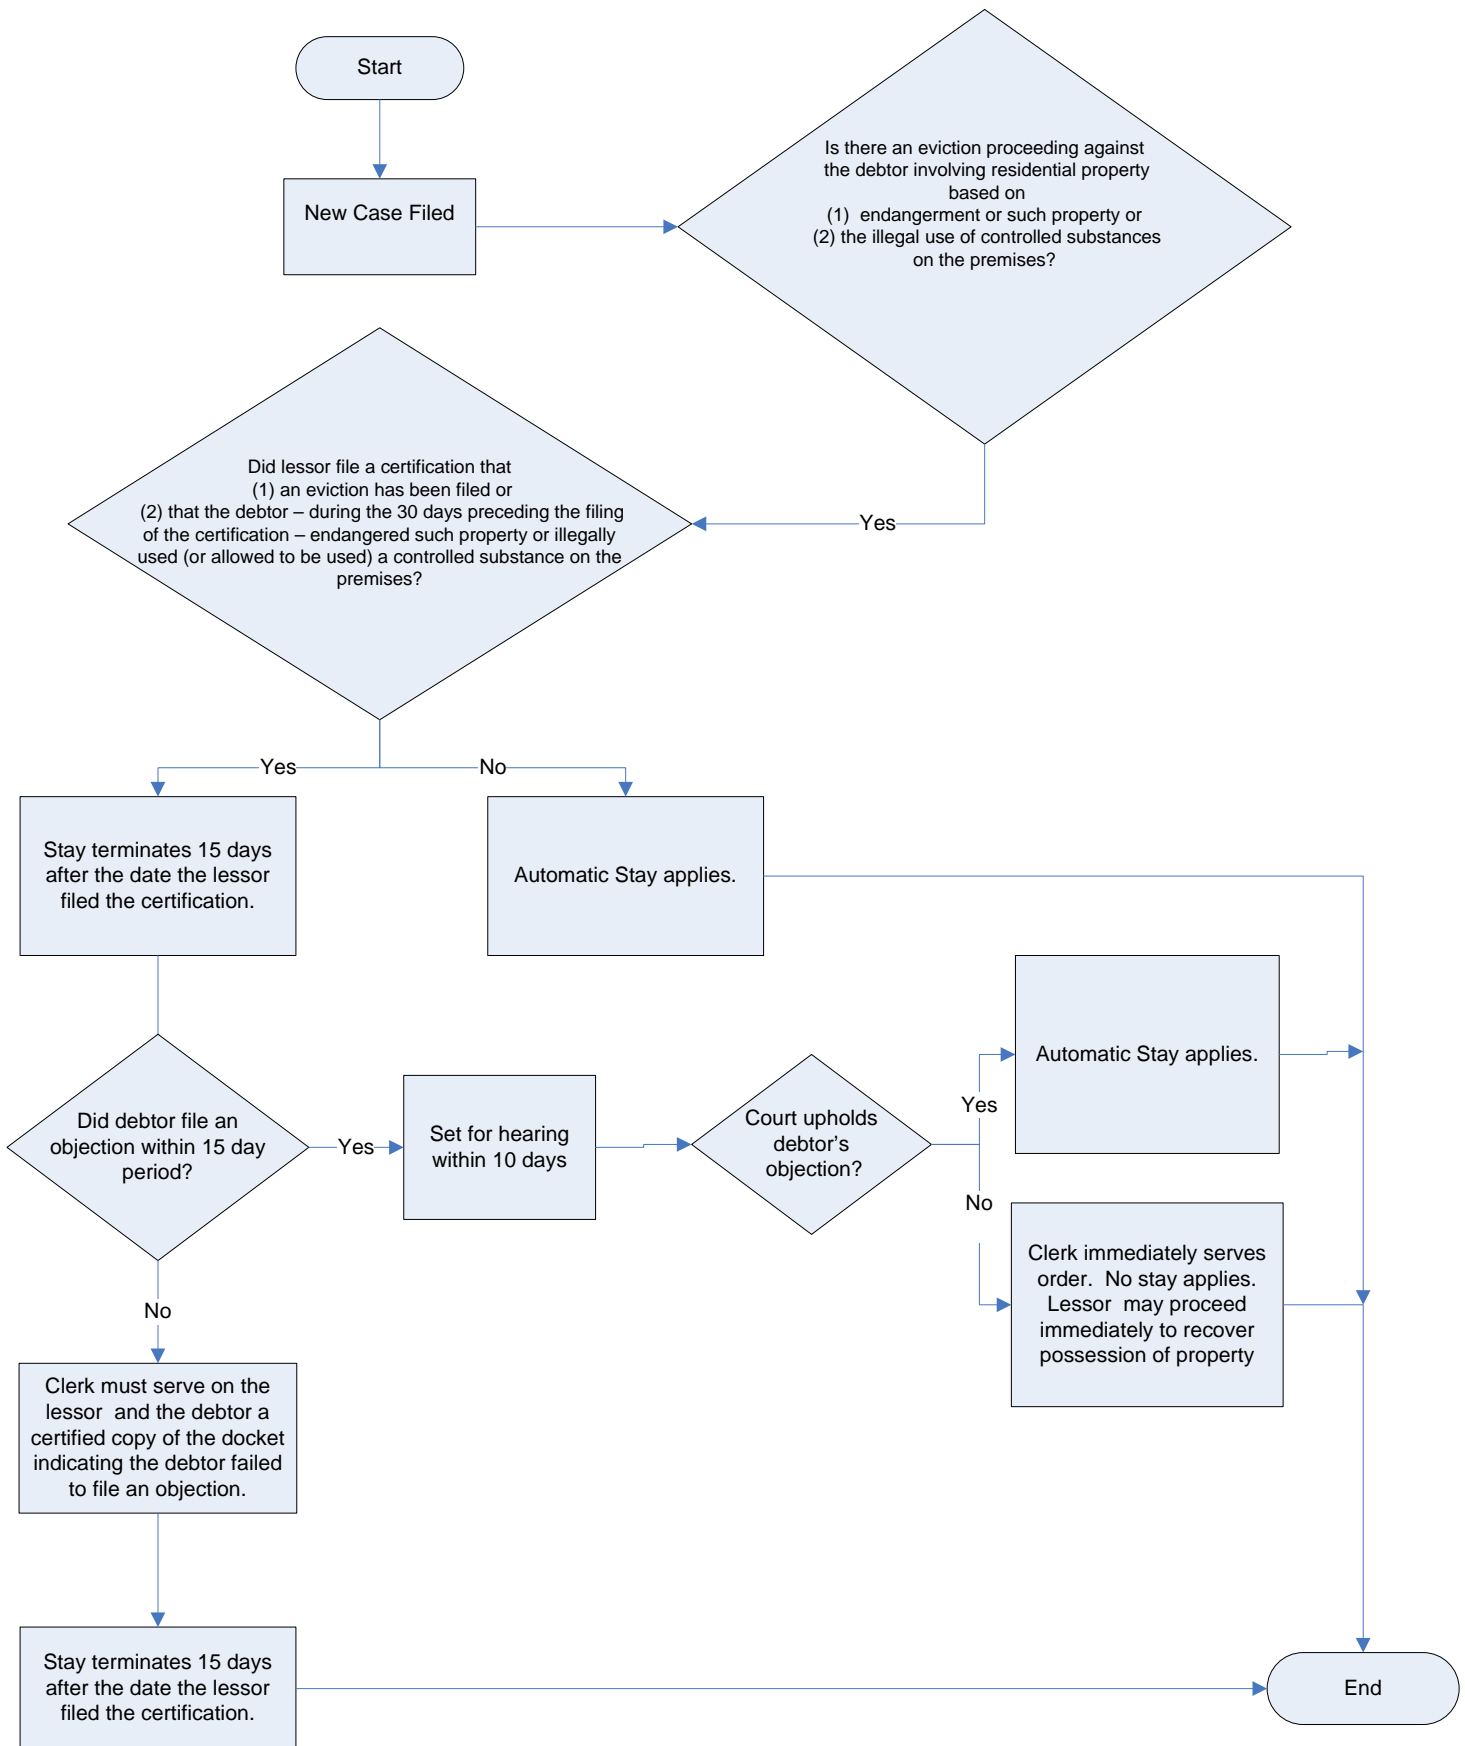 Start
New Case Filed
Is there an eviction proceeding against
the debtor involving residential property
based on
(1)  endangerment or such property or
(2) the illegal use of controlled substances
on the premises?
Yes
Did lessor file a certification that
(1) an eviction has been filed or
(2) that the debtor – during the 30 days preceding the filing
of the certification – endangered such property or illegally
used (or allowed to be used) a controlled substance on the
premises?
Yes
No
Stay terminates 15 days
after the date the lessor
filed the certification.
Automatic Stay applies.
Did debtor file an
objection within 15 day
period?
Yes
Set for hearing
within 10 days
Court upholds
debtor’s
objection?
Yes
Automatic Stay applies.
No
Clerk immediately serves
order.  No stay applies.
Lessor  may proceed
immediately to recover
possession of property
No
Clerk must serve on the
lessor  and the debtor a
certified copy of the docket
indicating the debtor failed
to file an objection.
Stay terminates 15 days
after the date the lessor
filed the certification.
End